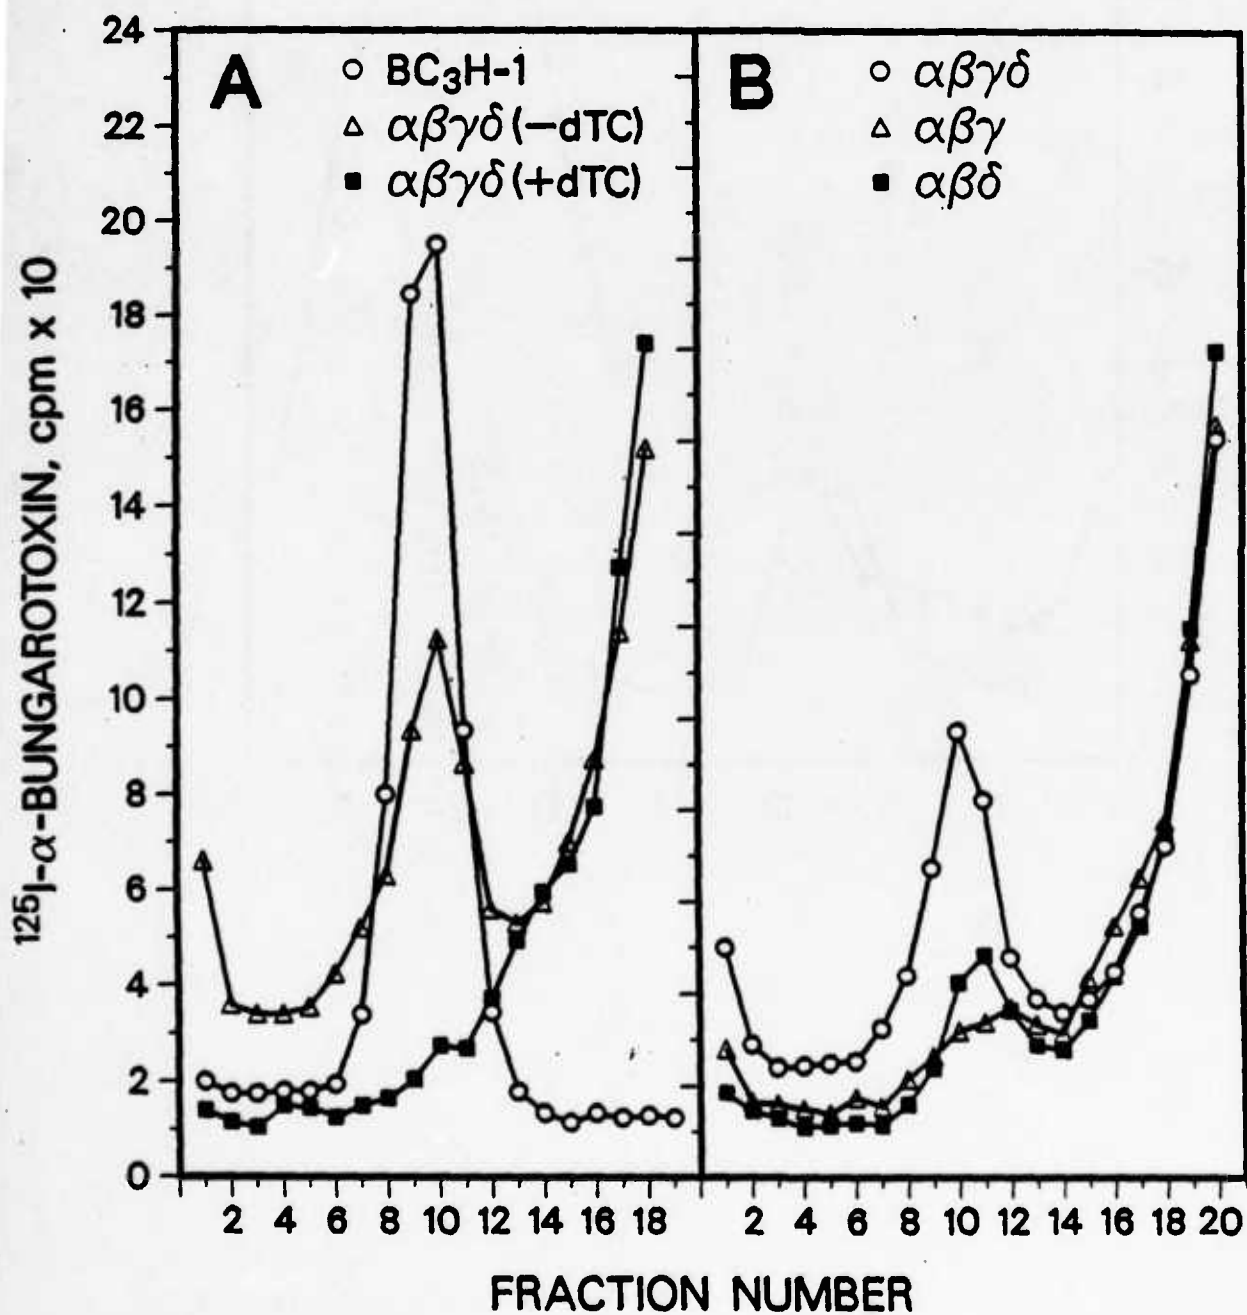 24
22
20
18
16
14
12
10
8
6
4
2
0
¹²⁵I-α-BUNGAROTOXIN, cpm x 10
A
○ BC₃H-1
△ αβγδ (−dTC)
■ αβγδ (+dTC)
B
○ αβγδ
△ αβγ
■ αβδ
2 4 6 8 10 12 14 16 18
2 4 6 8 10 12 14 16 18 20
FRACTION NUMBER